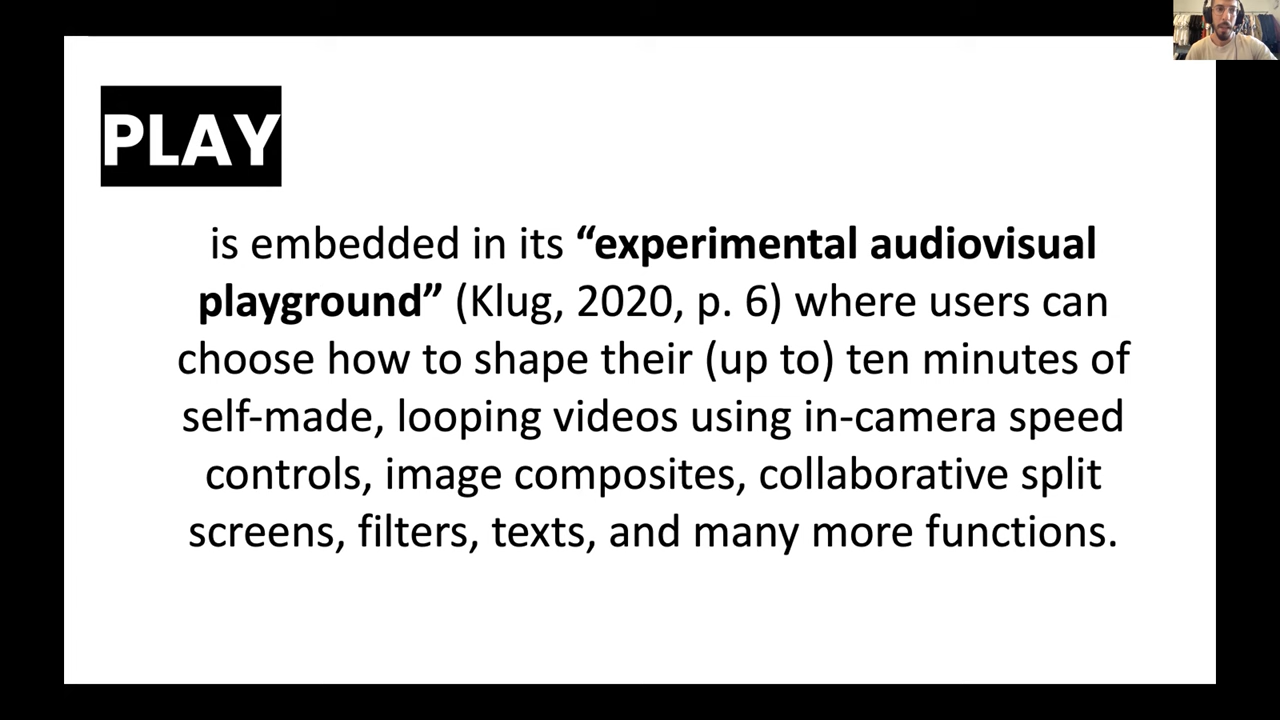 PLAY
is embedded in its “experimental audiovisual
playground” (Klug, 2020, p. 6) where users can
choose how to shape their (up to) ten minutes of
self-made, looping videos using in-camera speed
controls, image composites, collaborative split
screens, filters, texts, and many more functions.